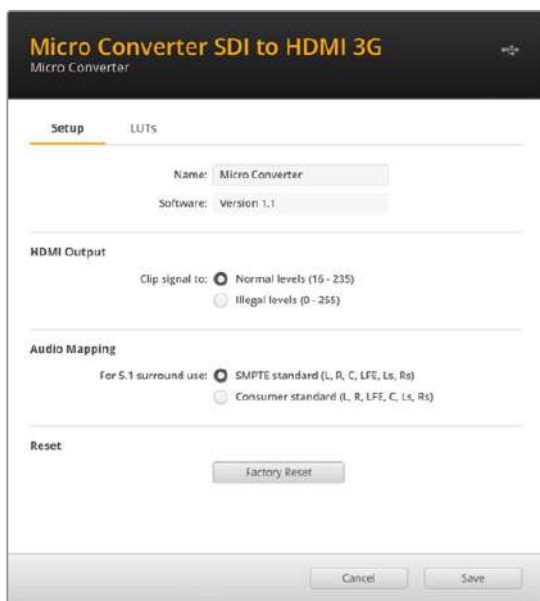 Micro Converter SDI to HDMI 3G
Micro Converter
Setup LUTs
Name: Micro Converter
Software: Version 1.1
HDMI Output
Clip signal to: Normal levels (16 - 235)
Illegal levels (0 - 255)
Audio Mapping
For 5.1 surround use: SMPTE standard (L, R, C, LFE, Ls, Rs)
Consumer standard (L, R, LFE, C, Ls, Rs)
Reset
Factory Reset
Cancel Save